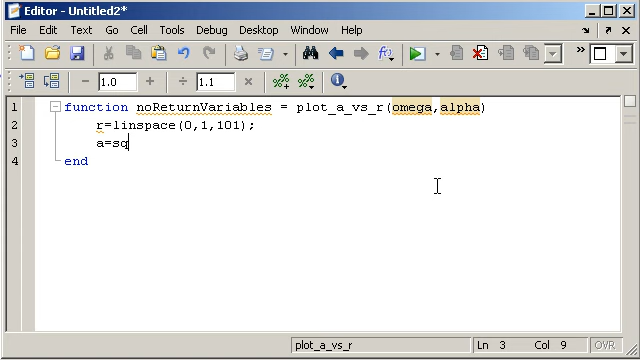 Editor - Untitled2*
File Edit Text Go Cell Tools Debug Desktop Window Help
1.0 1.1
1 function noReturnVariables = plot_a_vs_r(omega,alpha)
2 r=linspace(0,1,101);
3 a=sq
4 end
plot_a_vs_r Ln 3 Col 9 OVR